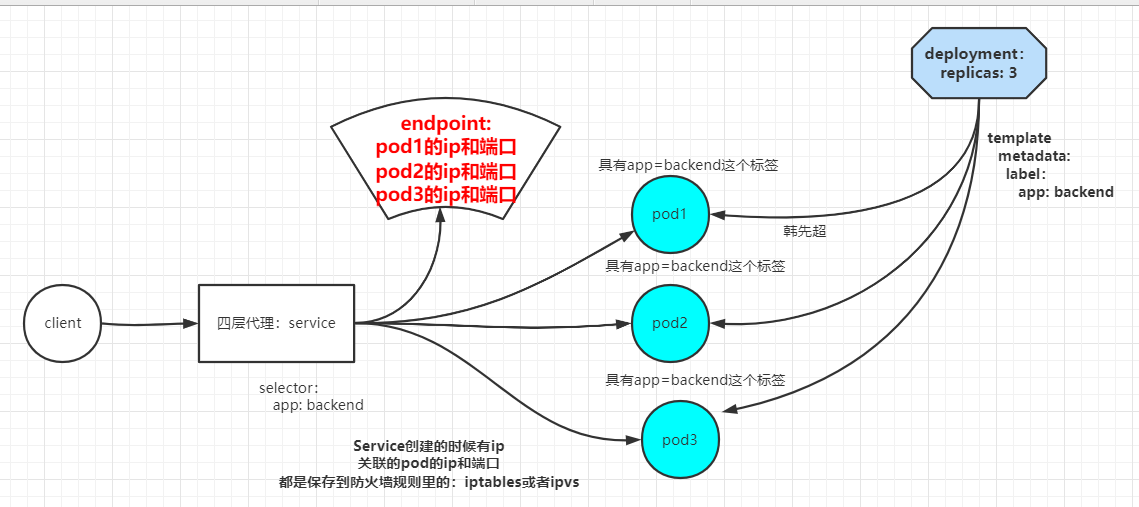 deployment：
replicas: 3
endpoint:
pod1的ip和端口
pod2的ip和端口
pod3的ip和端口
template
metadata:
label：
app: backend
具有app=backend这个标签
pod1
韩先超
具有app=backend这个标签
client
四层代理：service
pod2
selector：
app: backend
具有app=backend这个标签
pod3
Service创建的时候有ip
关联的pod的ip和端口
都是保存到防火墙规则里的：iptables或者ipvs